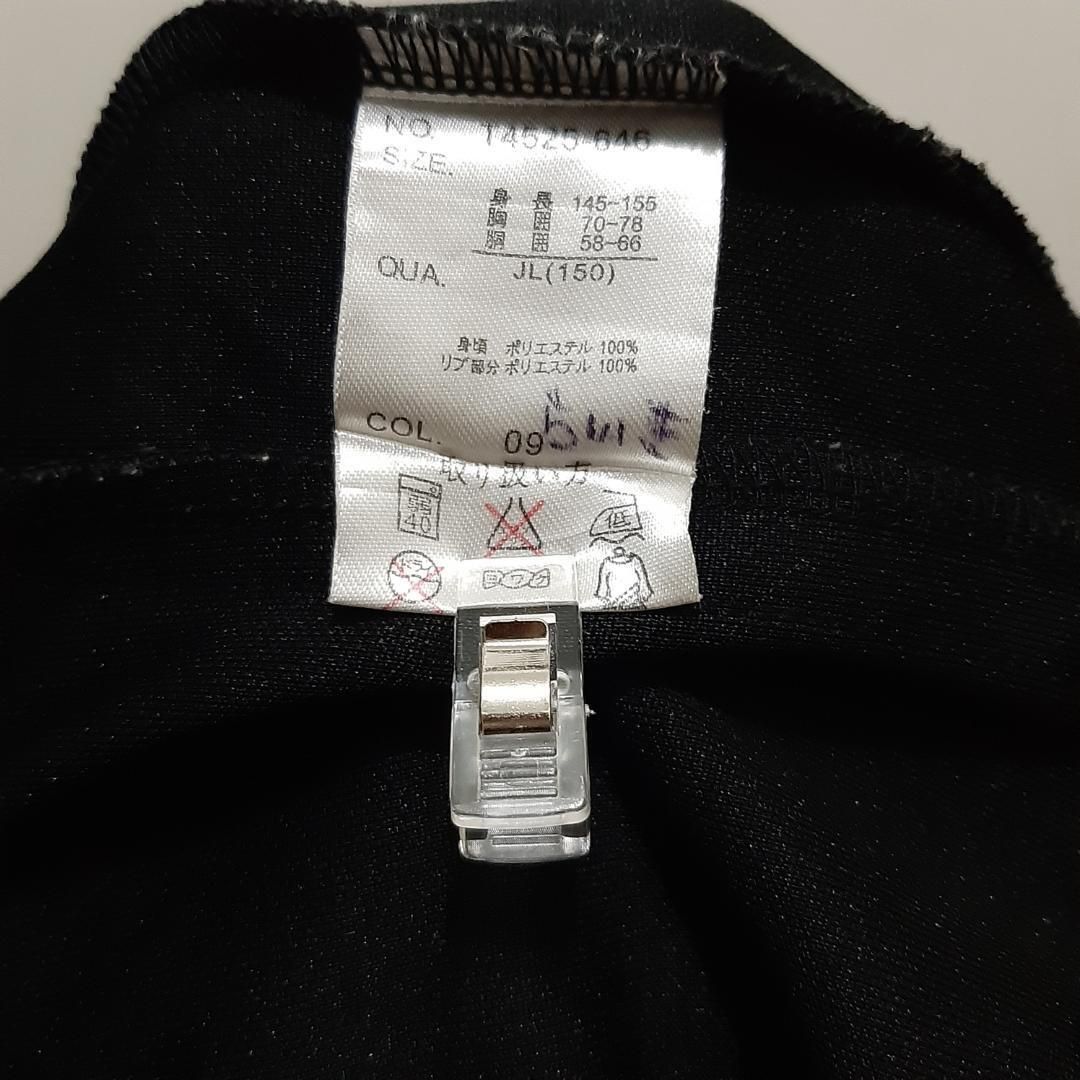 NO. 14525-646
SIZE.
身長 145-155
胸囲 70-78
胴囲 58-66
QUA. JL(150)
身頃 ポリエステル 100%
リブ部分 ポリエステル 100%
COL. 09
取り扱い方
40
低